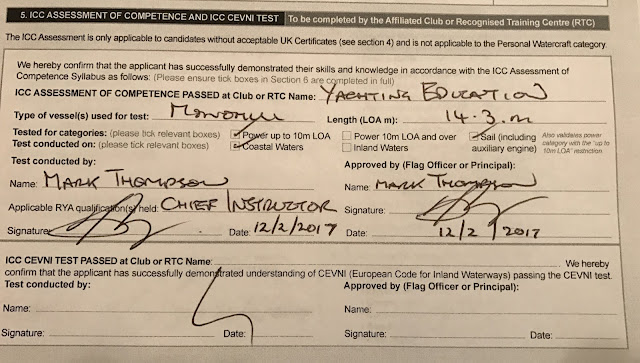 5. ICC ASSESSMENT OF COMPETENCE AND ICC CEVNI TEST To be completed by the Affiliated Club or Recognised Training Centre (RTC)
The ICC Assessment is only applicable to candidates without acceptable UK Certificates (see section 4) and is not applicable to the Personal Watercraft category.
We hereby confirm that the applicant has successfully demonstrated their skills and knowledge in accordance with the ICC Assessment of
Competence Syllabus as follows: (Please ensure tick boxes in Section 6 are completed in full)
ICC ASSESSMENT OF COMPETENCE PASSED at Club or RTC Name: YACHTING EDUCATION
Type of vessel(s) used for test: MONOHULL Length (LOA m): 14.3.m
Tested for categories: (please tick relevant boxes) ✓ Power up to 10m LOA Power 10m LOA and over ✓ Sail (including auxiliary engine) Also validates power category with the "up to 10m LOA" restriction
Test conducted on: (please tick relevant boxes) ✓ Coastal Waters Inland Waters
Test conducted by: Approved by (Flag Officer or Principal):
Name: MARK THOMPSON Name: MARK THOMPSON
Applicable RYA qualification(s) held: CHIEF INSTRUCTOR Signature:
Signature: Date: 12/2/2017 Date: 12/2/2017
ICC CEVNI TEST PASSED at Club or RTC Name: We hereby
confirm that the applicant has successfully demonstrated understanding of CEVNI (European Code for Inland Waterways) passing the CEVNI test.
Test conducted by: Approved by (Flag Officer or Principal):
Name: Name:
Signature: Date: Signature: Date: